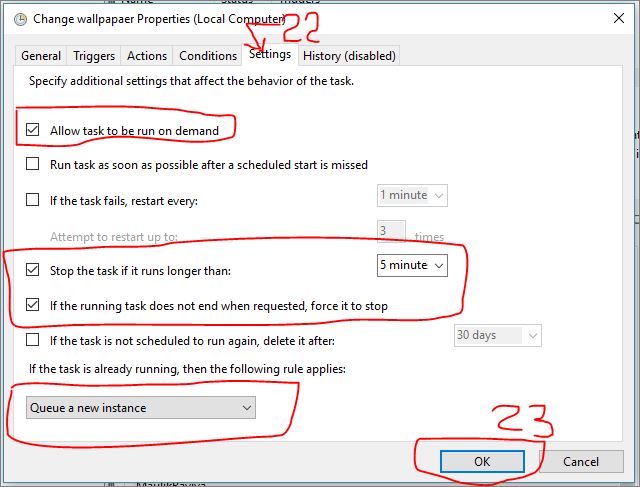 Change wallpapaer Properties (Local Computer)
22
General Triggers Actions Conditions Settings History (disabled)
Specify additional settings that affect the behavior of the task.
Allow task to be run on demand
Run task as soon as possible after a scheduled start is missed
If the task fails, restart every: 1 minute
Attempt to restart up to: 3 times
Stop the task if it runs longer than: 5 minute
If the running task does not end when requested, force it to stop
If the task is not scheduled to run again, delete it after: 30 days
If the task is already running, then the following rule applies:
Queue a new instance
23
OK Cancel